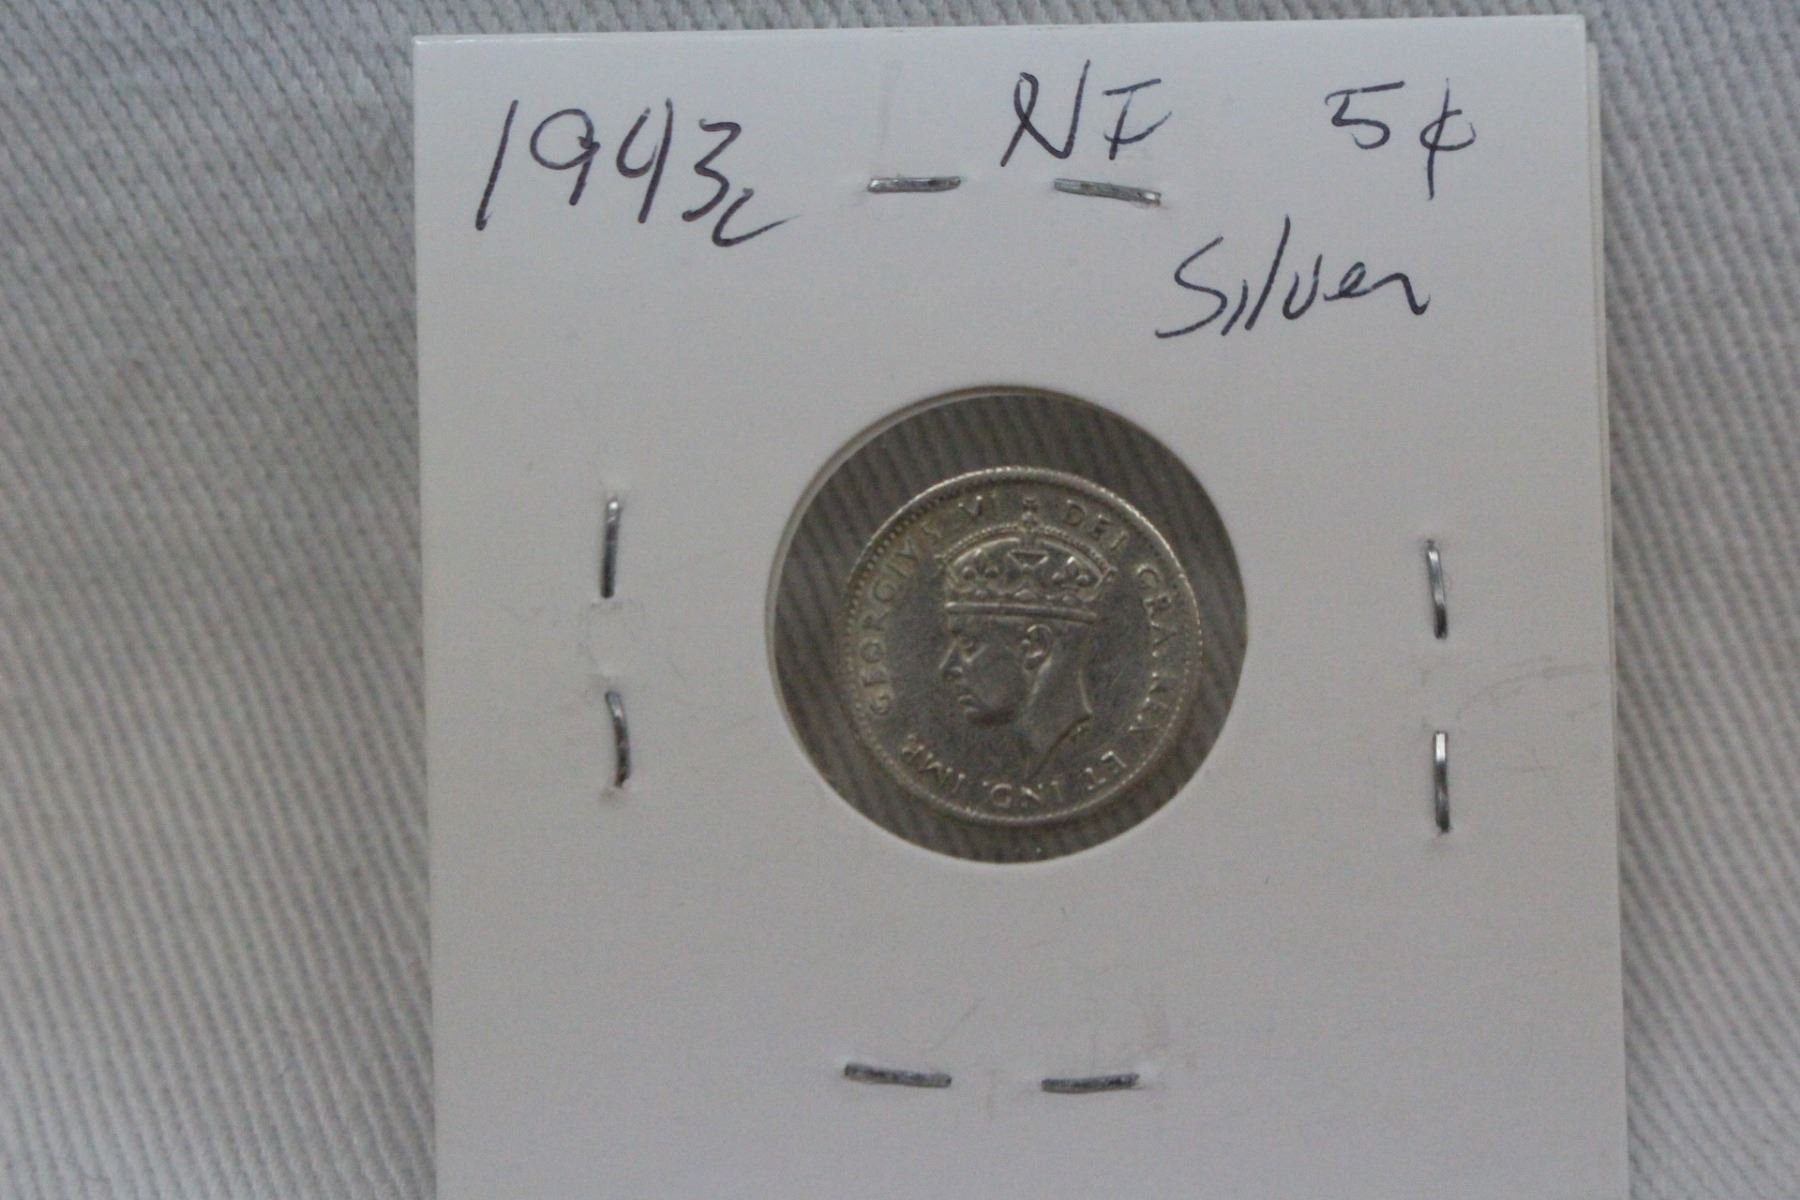 1943c NF 5¢
Silver
GEORGIVS VI DEI GRA. REX ET IND. IMP.